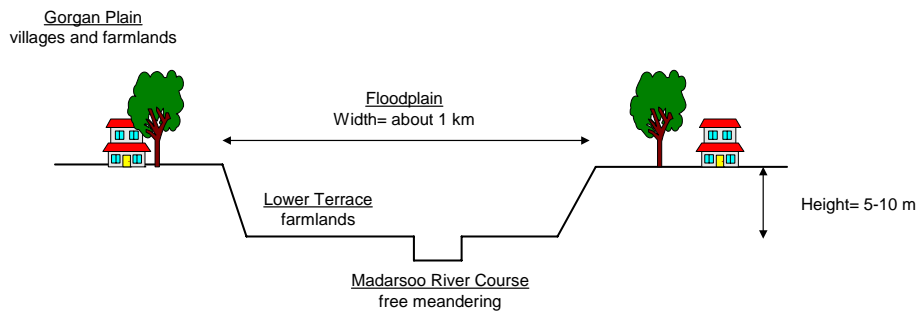 Gorgan Plain
villages and farmlands
Floodplain
Width= about 1 km
Lower Terrace
farmlands
Height= 5-10 m
Madarsoo River Course
free meandering